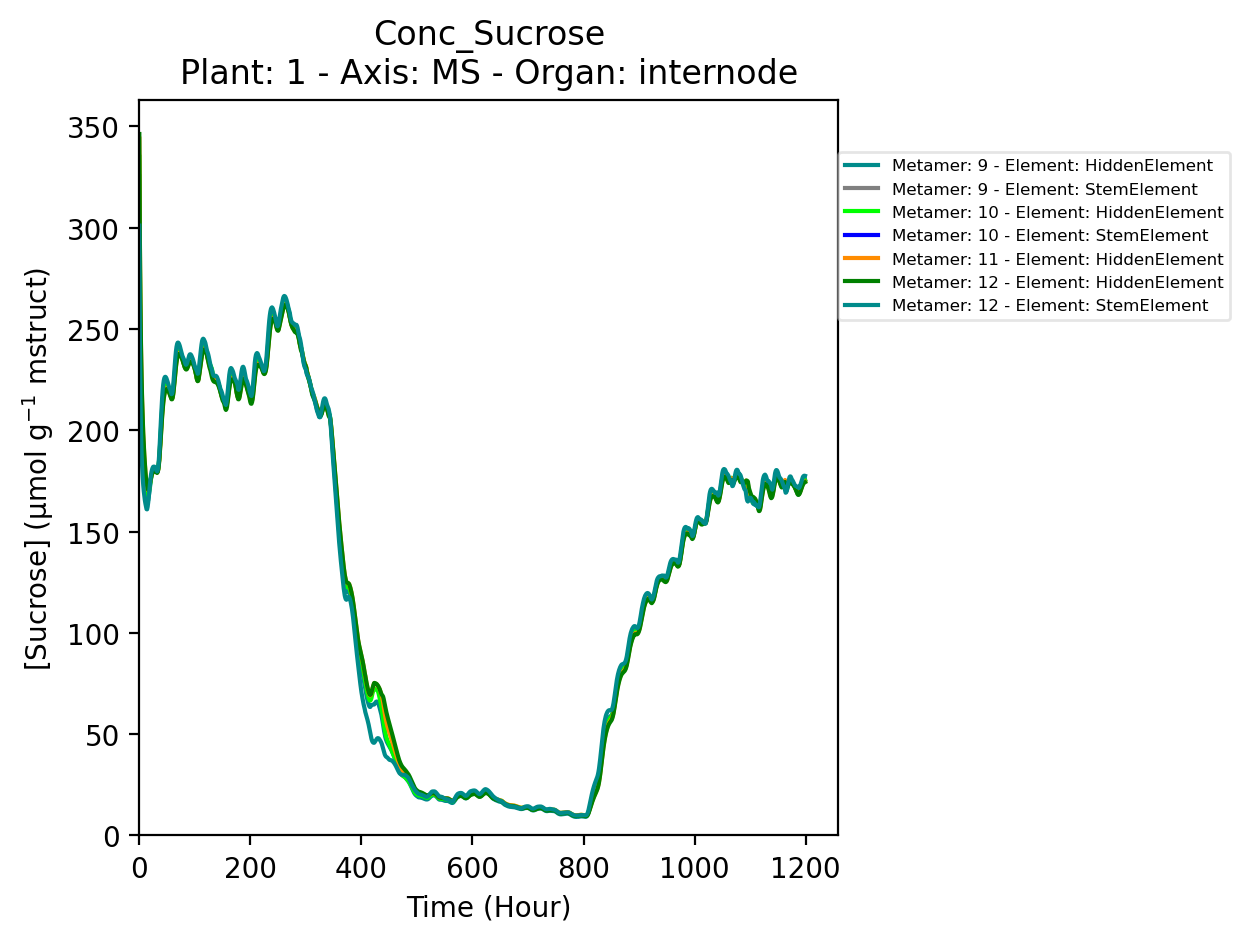 Conc_Sucrose
Plant: 1 - Axis: MS - Organ: internode
350
300
250
200
150
100
50
0
[Sucrose] (µmol g⁻¹ mstruct)
0 200 400 600 800 1000 1200
Time (Hour)
Metamer: 9 - Element: HiddenElement
Metamer: 9 - Element: StemElement
Metamer: 10 - Element: HiddenElement
Metamer: 10 - Element: StemElement
Metamer: 11 - Element: HiddenElement
Metamer: 12 - Element: HiddenElement
Metamer: 12 - Element: StemElement